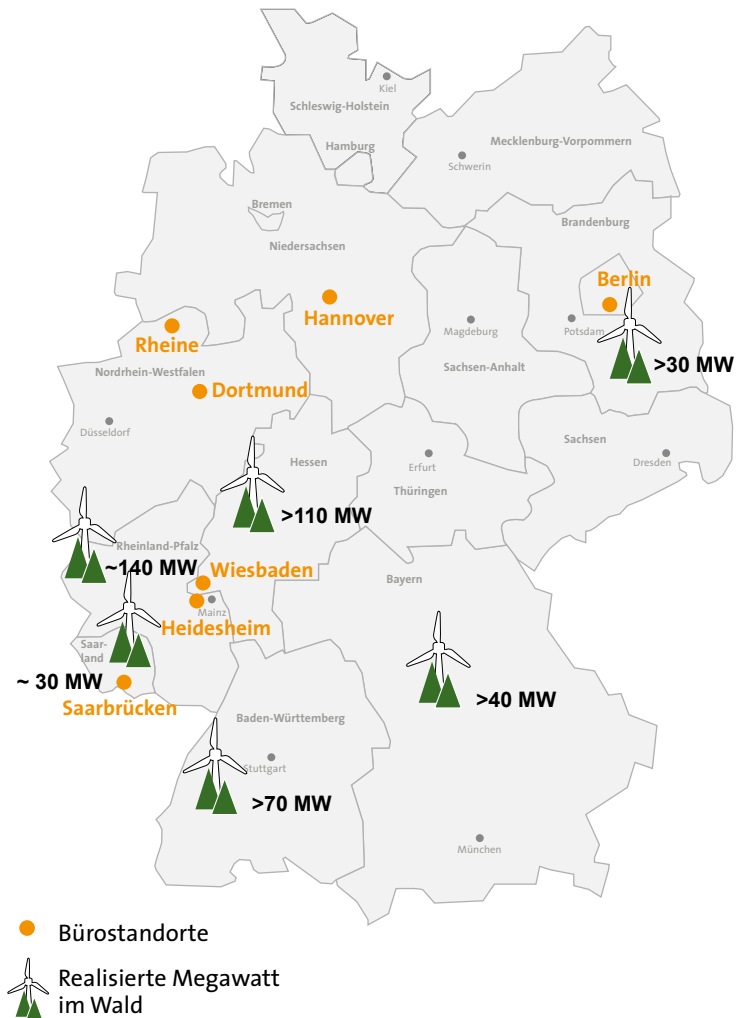 Kiel
Schleswig-Holstein
Hamburg
Mecklenburg-Vorpommern
Schwerin
Bremen
Brandenburg
Niedersachsen
Berlin
Hannover
Magdeburg
Potsdam
Rheine
>30 MW
Nordrhein-Westfalen
Sachsen-Anhalt
Dortmund
Düsseldorf
Sachsen
Hessen
Erfurt
Dresden
Thüringen
>110 MW
Rheinland-Pfalz
~140 MW
Wiesbaden
Bayern
Mainz
Heidesheim
Saar-
land
~ 30 MW
Saarbrücken
>40 MW
Baden-Württemberg
Stuttgart
>70 MW
München
Bürostandorte
Realisierte Megawatt
im Wald